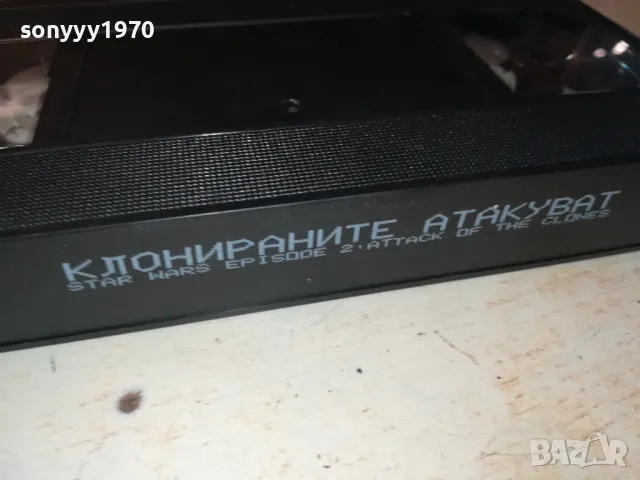 sonyyy1970
КЛОНИРАНИТЕ АТАКУВАТ
STAR WARS EPISODE 2:ATTACK OF THE CLONES
BAZAR